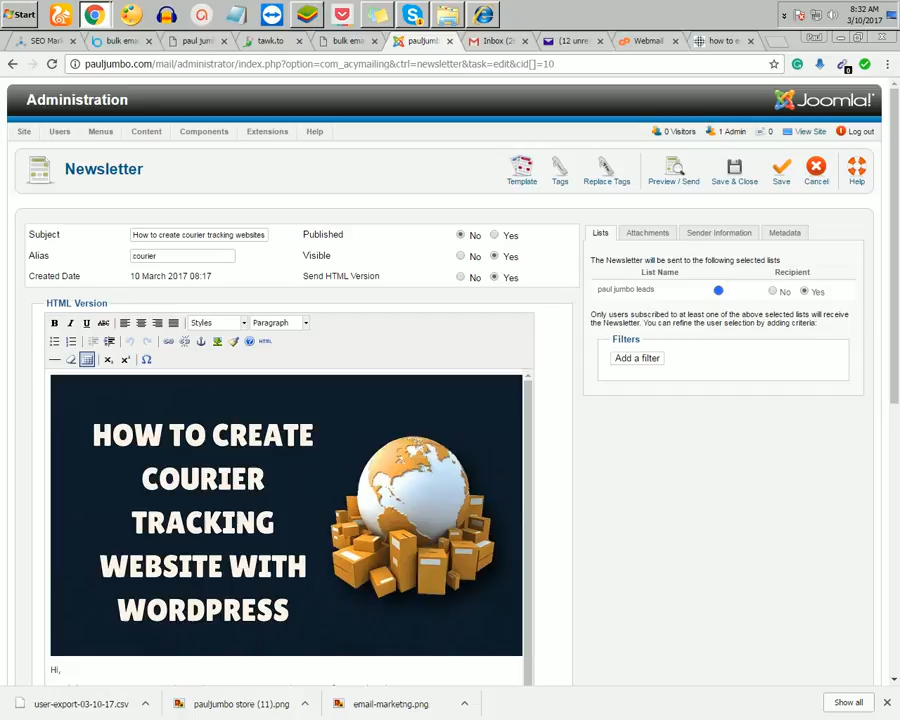 Start
8:32 AM
3/10/2017
SEO Mark
bulk em
paul jum
tawk.to
bulk ema
pauljumb
Inbox (2
(12 unre
Webmail
how to e
Paul
pauljumbo.com/mail/administrator/index.php?option=com_acymailing&ctrl=newsletter&task=edit&cid[]=10
0
Administration
Joomla!
Site Users Menus Content Components Extensions Help
0 Visitors 1 Admin 0 View Site Log out
Newsletter
Template Tags Replace Tags Preview / Send Save & Close Save Cancel Help
Subject How to create courier tracking websites Published No Yes
Alias courier Visible No Yes
Created Date 10 March 2017 08:17 Send HTML Version No Yes
Lists Attachments Sender Information Metadata
The Newsletter will be sent to the following selected lists
List Name Recipient
paul jumbo leads No Yes
Only users subscribed to at least one of the above selected lists will receive
the Newsletter. You can refine the user selection by adding criteria:
Filters
Add a filter
HTML Version
B I U ABC Styles Paragraph
HTML
HOW TO CREATE
COURIER
TRACKING
WEBSITE WITH
WORDPRESS
Hi,
user-export-03-10-17.csv
pauljumbo store (11).png
email-marketng.png
Show all